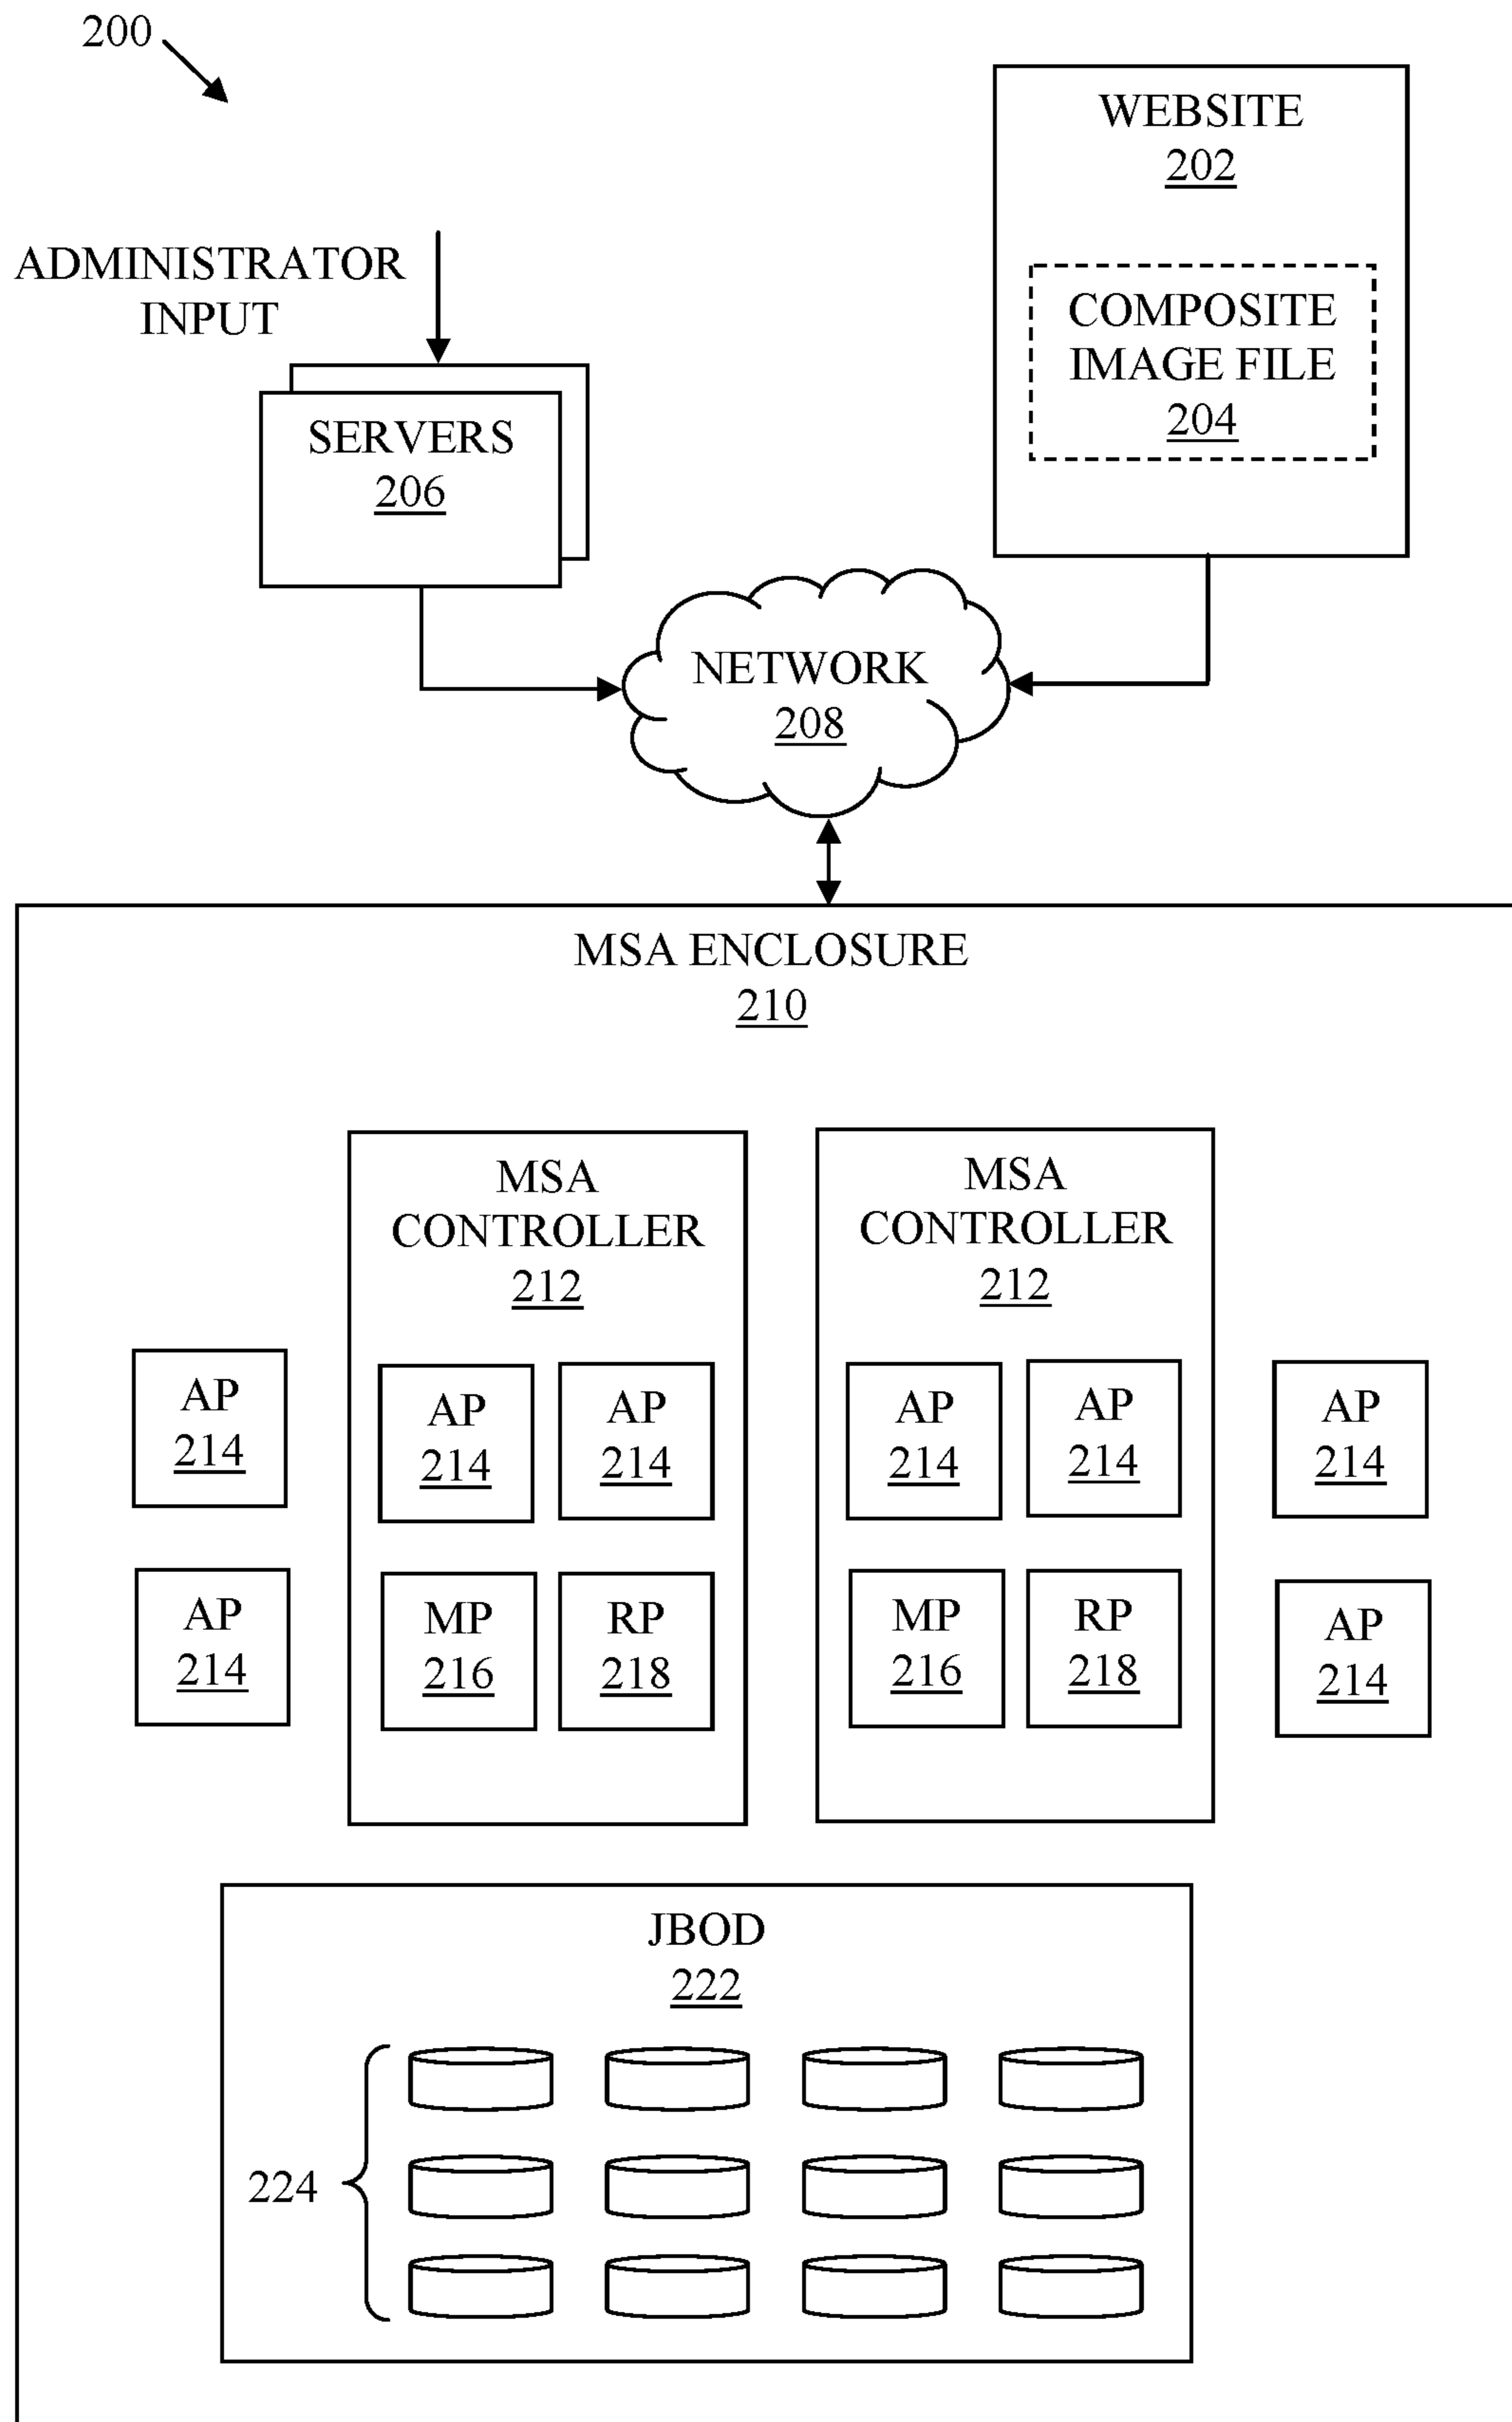 200
WEBSITE
202
COMPOSITE
IMAGE FILE
204
ADMINISTRATOR
INPUT
SERVERS
206
NETWORK
208
MSA ENCLOSURE
210
MSA
CONTROLLER
212
MSA
CONTROLLER
212
AP
214
AP
214
AP
214
AP
214
AP
214
AP
214
AP
214
MP
216
RP
218
MP
216
RP
218
AP
214
JBOD
222
224